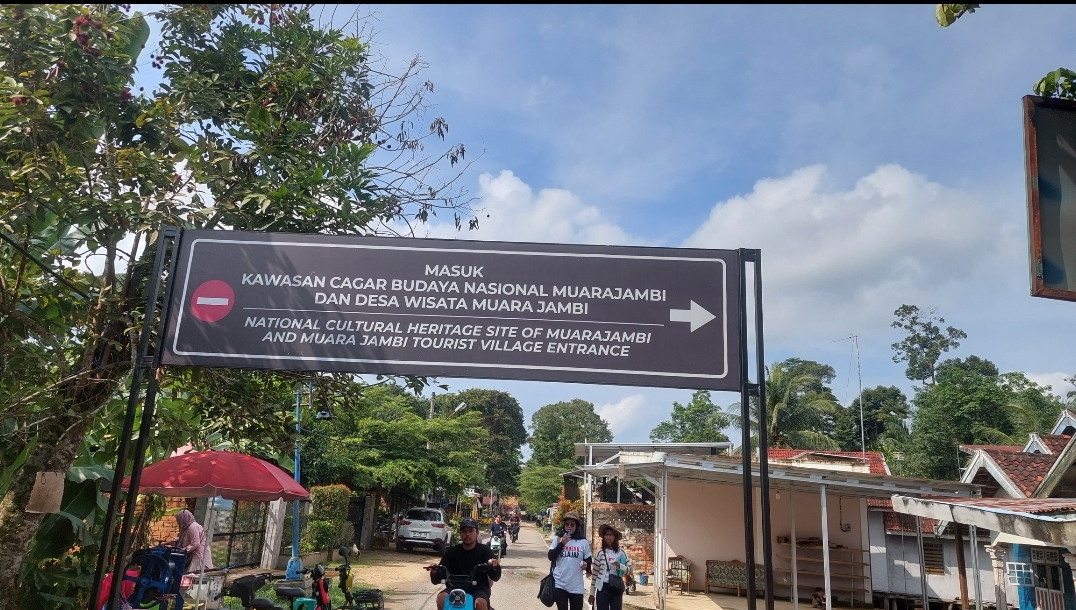 MASUK
KAWASAN CAGAR BUDAYA NASIONAL MUARAJAMBI
DAN DESA WISATA MUARA JAMBI
NATIONAL CULTURAL HERITAGE SITE OF MUARAJAMBI
AND MUARA JAMBI TOURIST VILLAGE ENTRANCE